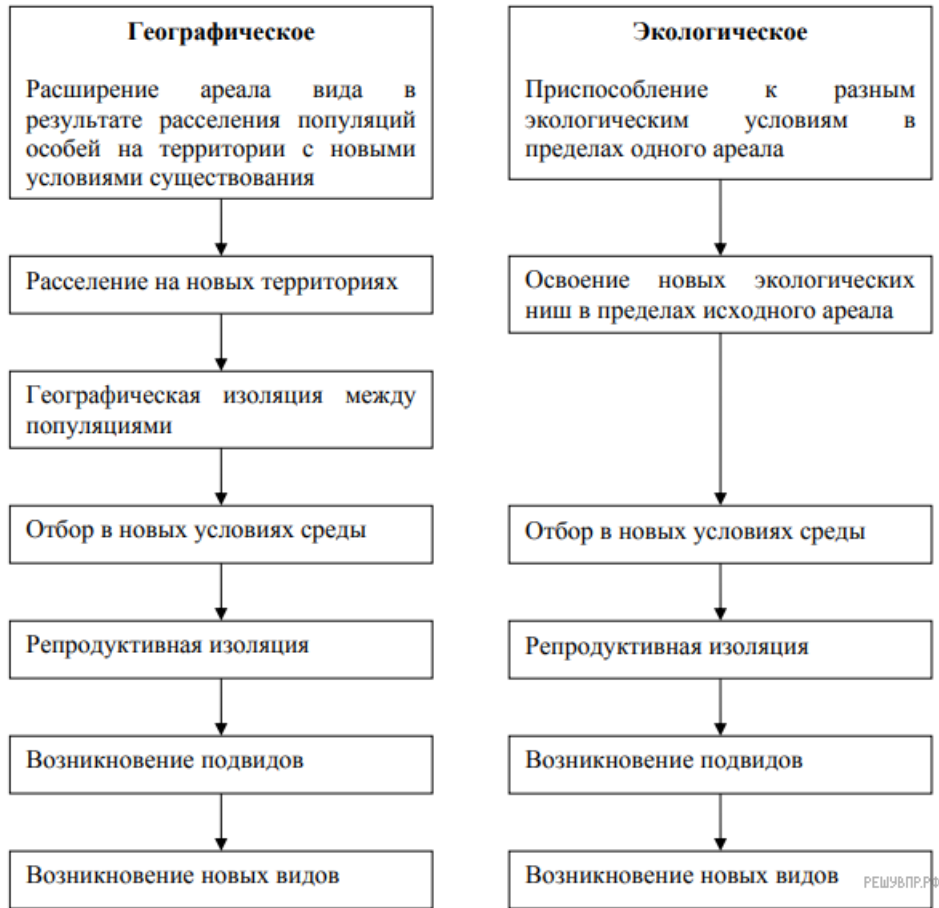 Географическое
Расширение ареала вида в
результате расселения популяций
особей на территории с новыми
условиями существования
Расселение на новых территориях
Географическая изоляция между
популяциями
Отбор в новых условиях среды
Репродуктивная изоляция
Возникновение подвидов
Возникновение новых видов
Экологическое
Приспособление к разным
экологическим условиям в
пределах одного ареала
Освоение новых экологических
ниш в пределах исходного ареала
Отбор в новых условиях среды
Репродуктивная изоляция
Возникновение подвидов
Возникновение новых видов
РЕШУВПР.РФ